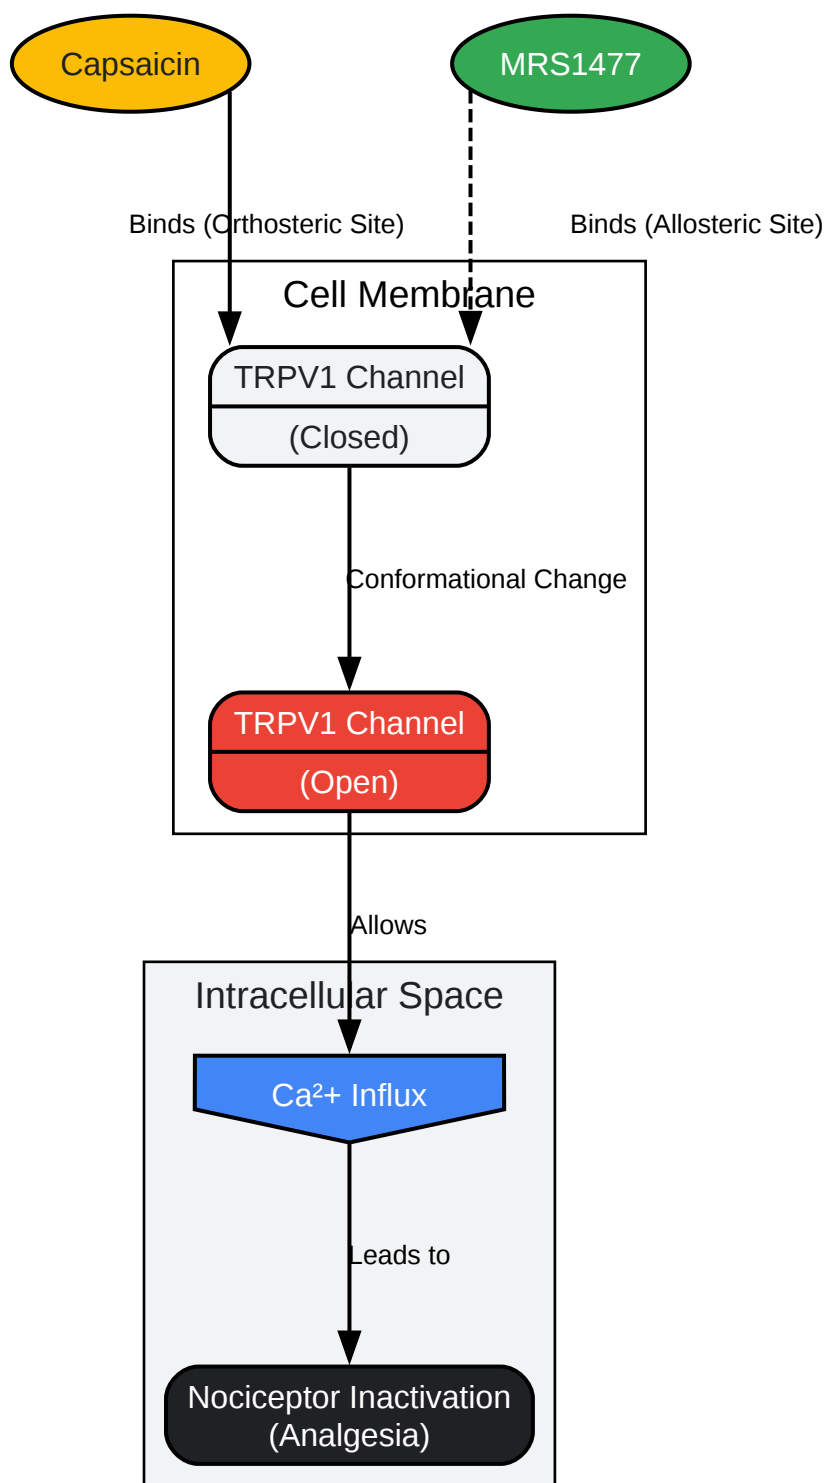 Capsaicin
MRS1477
Binds (Orthosteric Site)
Binds (Allosteric Site)
Cell Membrane
TRPV1 Channel
(Closed)
Conformational Change
TRPV1 Channel
(Open)
Allows
Intracellular Space
Ca²+ Influx
Leads to
Nociceptor Inactivation
(Analgesia)